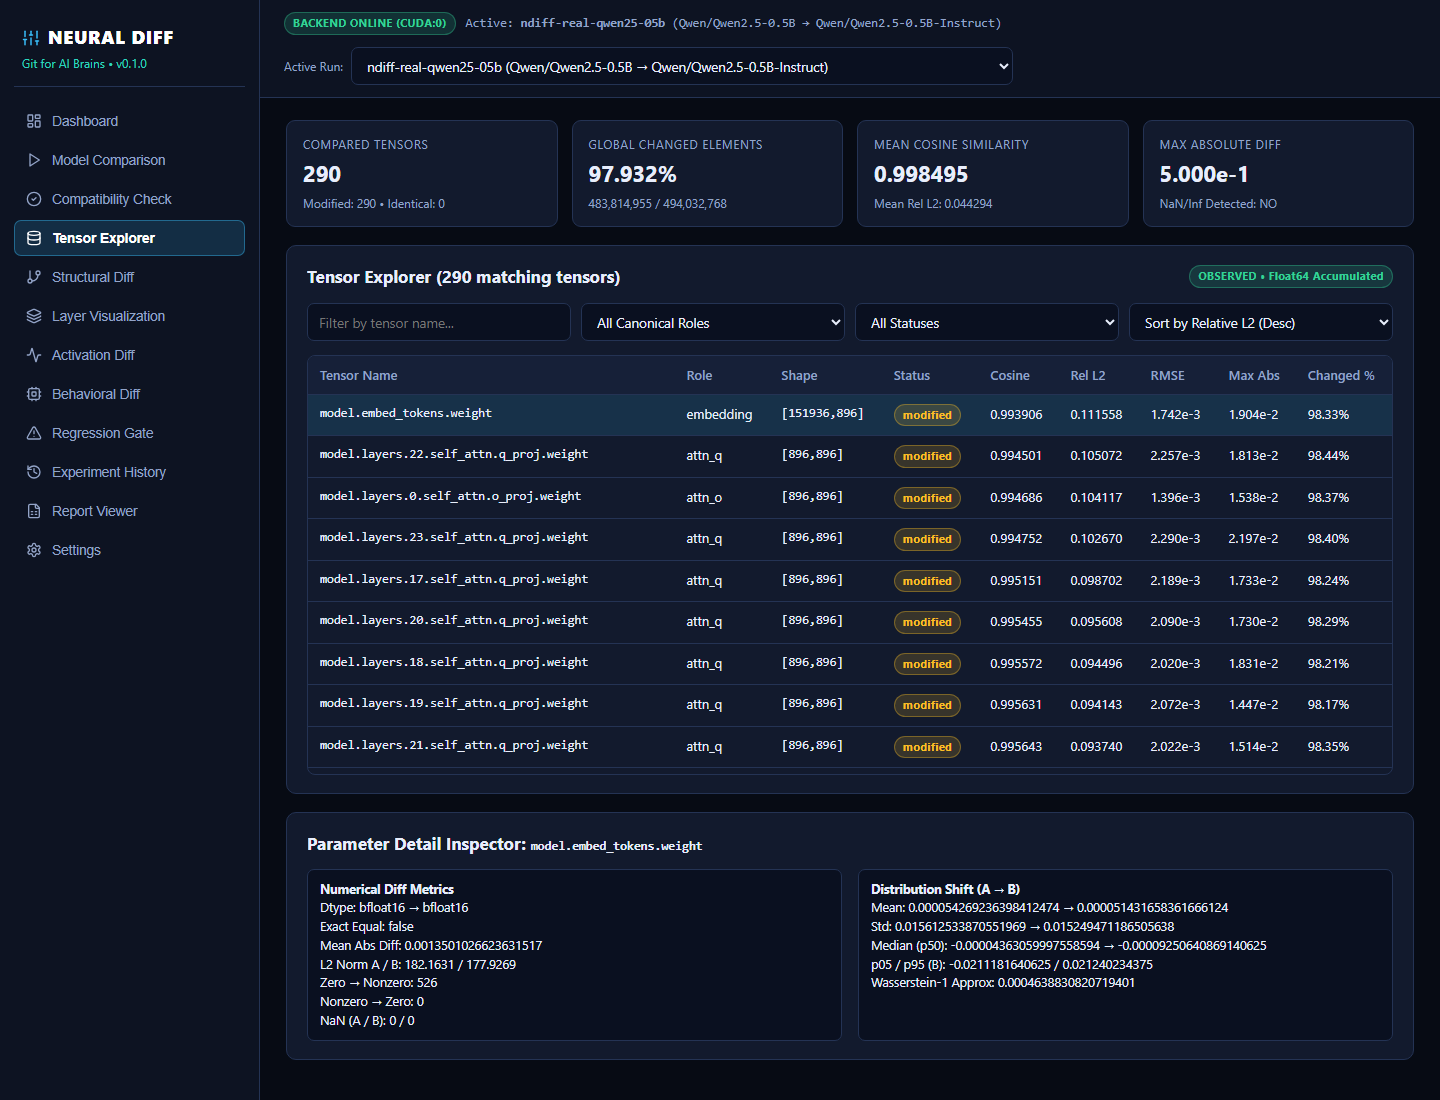 NEURAL DIFF
Git for AI Brains • v0.1.0
Dashboard
Model Comparison
Compatibility Check
Tensor Explorer
Structural Diff
Layer Visualization
Activation Diff
Behavioral Diff
Regression Gate
Experiment History
Report Viewer
Settings
BACKEND ONLINE (CUDA:0) Active: ndiff-real-qwen25-05b (Qwen/Qwen2.5-0.5B → Qwen/Qwen2.5-0.5B-Instruct)
Active Run: ndiff-real-qwen25-05b (Qwen/Qwen2.5-0.5B → Qwen/Qwen2.5-0.5B-Instruct)
COMPARED TENSORS
290
Modified: 290 • Identical: 0
GLOBAL CHANGED ELEMENTS
97.932%
483,814,955 / 494,032,768
MEAN COSINE SIMILARITY
0.998495
Mean Rel L2: 0.044294
MAX ABSOLUTE DIFF
5.000e-1
NaN/Inf Detected: NO
Tensor Explorer (290 matching tensors) OBSERVED • Float64 Accumulated
Filter by tensor name... All Canonical Roles All Statuses Sort by Relative L2 (Desc)
Tensor Name Role Shape Status Cosine Rel L2 RMSE Max Abs Changed %
model.embed_tokens.weight embedding [151936,896] modified 0.993906 0.111558 1.742e-3 1.904e-2 98.33%
model.layers.22.self_attn.q_proj.weight attn_q [896,896] modified 0.994501 0.105072 2.257e-3 1.813e-2 98.44%
model.layers.0.self_attn.o_proj.weight attn_o [896,896] modified 0.994686 0.104117 1.396e-3 1.538e-2 98.37%
model.layers.23.self_attn.q_proj.weight attn_q [896,896] modified 0.994752 0.102670 2.290e-3 2.197e-2 98.40%
model.layers.17.self_attn.q_proj.weight attn_q [896,896] modified 0.995151 0.098702 2.189e-3 1.733e-2 98.24%
model.layers.20.self_attn.q_proj.weight attn_q [896,896] modified 0.995455 0.095608 2.090e-3 1.730e-2 98.29%
model.layers.18.self_attn.q_proj.weight attn_q [896,896] modified 0.995572 0.094496 2.020e-3 1.831e-2 98.21%
model.layers.19.self_attn.q_proj.weight attn_q [896,896] modified 0.995631 0.094143 2.072e-3 1.447e-2 98.17%
model.layers.21.self_attn.q_proj.weight attn_q [896,896] modified 0.995643 0.093740 2.022e-3 1.514e-2 98.35%
Parameter Detail Inspector: model.embed_tokens.weight
Numerical Diff Metrics
Dtype: bfloat16 → bfloat16
Exact Equal: false
Mean Abs Diff: 0.0013501026623631517
L2 Norm A / B: 182.1631 / 177.9269
Zero → Nonzero: 526
Nonzero → Zero: 0
NaN (A / B): 0 / 0
Distribution Shift (A → B)
Mean: 0.000054269236398412474 → 0.000051431658361666124
Std: 0.015612533870551969 → 0.015249471186505638
Median (p50): -0.00004363059997558594 → -0.00009250640869140625
p05 / p95 (B): -0.0211181640625 / 0.021240234375
Wasserstein-1 Approx: 0.0004638830820719401